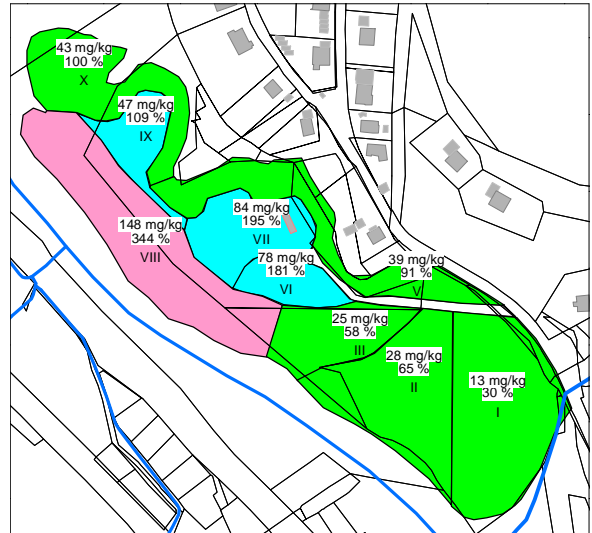 43 mg/kg
100 %
X
47 mg/kg
109 %
IX
84 mg/kg
195 %
VII
148 mg/kg
344 %
VIII
78 mg/kg
181 %
VI
39 mg/kg
91 %
V
25 mg/kg
58 %
III
28 mg/kg
65 %
II
13 mg/kg
30 %
I